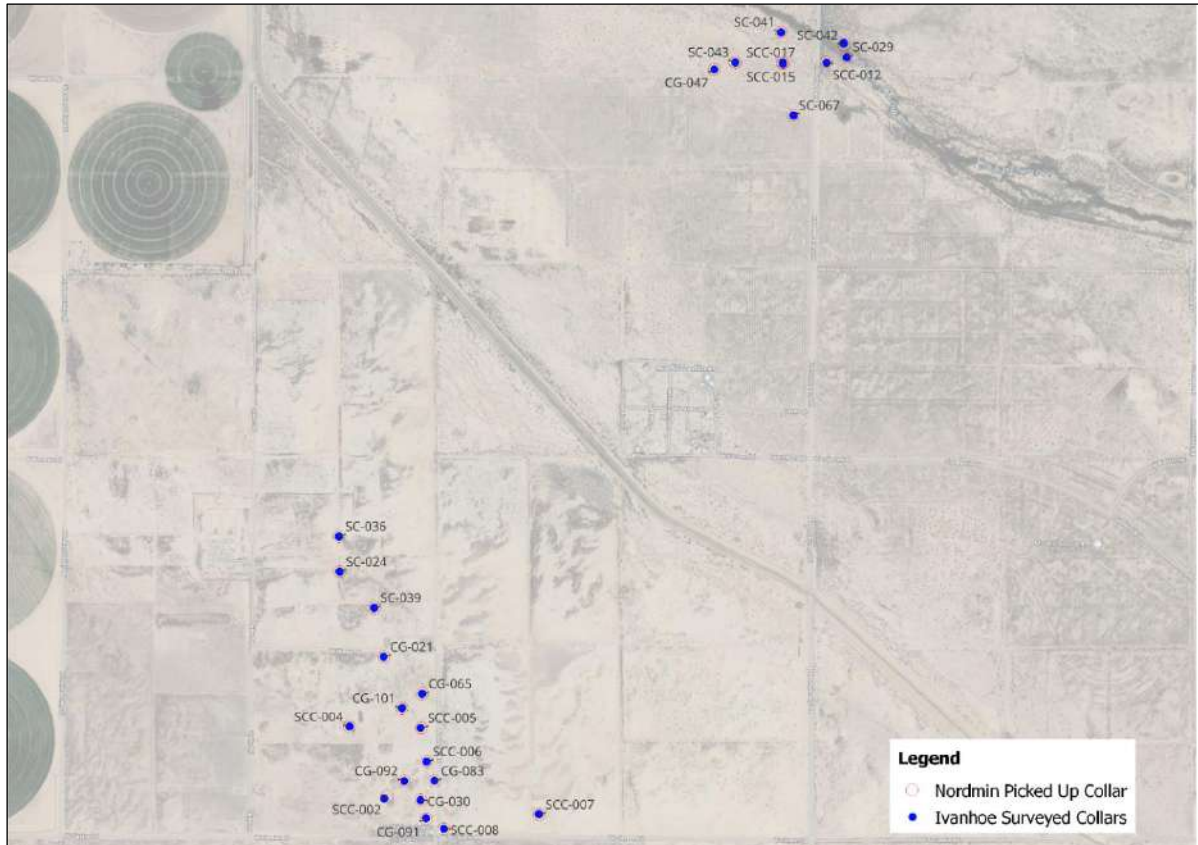 SC-041
SC-042
SC-043
SCC-017
SC-029
CG-047
SCC-015
SCC-012
SC-067
SC-036
SC-024
SC-039
CG-021
CG-065
CG-101
SCC-004
SCC-005
SCC-006
CG-092
CG-083
SCC-002
CG-030
SCC-007
CG-091
SCC-008
Legend
Nordmin Picked Up Collar
Ivanhoe Surveyed Collars